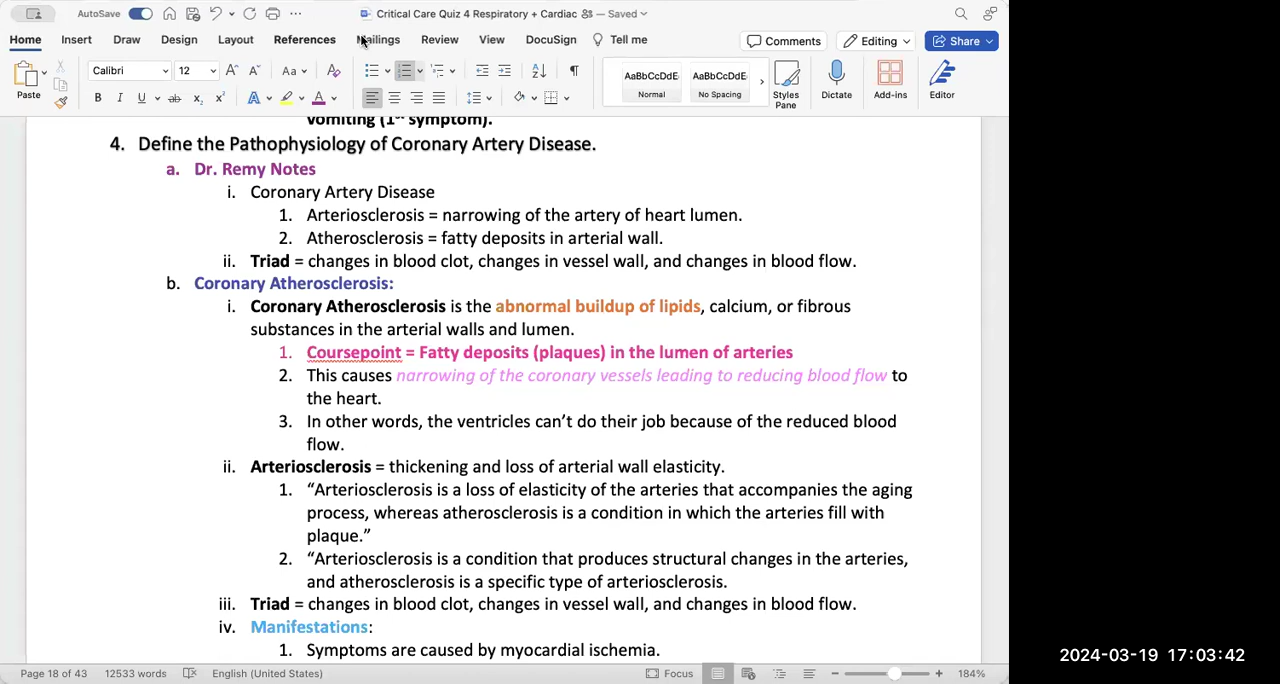 AutoSave
Critical Care Quiz 4 Respiratory + Cardiac — Saved
Home Insert Draw Design Layout References Mailings Review View DocuSign Tell me
Comments Editing Share
Paste
Calibri 12 Aa
AaBbCcDdE AaBbCcDdE
Normal No Spacing
Styles Pane Dictate Add-ins Editor
B I U ab x₂ x² A A
vomiting (1st symptom).
4. Define the Pathophysiology of Coronary Artery Disease.
a. Dr. Remy Notes
i. Coronary Artery Disease
1. Arteriosclerosis = narrowing of the artery of heart lumen.
2. Atherosclerosis = fatty deposits in arterial wall.
ii. Triad = changes in blood clot, changes in vessel wall, and changes in blood flow.
b. Coronary Atherosclerosis:
i. Coronary Atherosclerosis is the abnormal buildup of lipids, calcium, or fibrous
substances in the arterial walls and lumen.
1. Coursepoint = Fatty deposits (plaques) in the lumen of arteries
2. This causes narrowing of the coronary vessels leading to reducing blood flow to
the heart.
3. In other words, the ventricles can’t do their job because of the reduced blood
flow.
ii. Arteriosclerosis = thickening and loss of arterial wall elasticity.
1. “Arteriosclerosis is a loss of elasticity of the arteries that accompanies the aging
process, whereas atherosclerosis is a condition in which the arteries fill with
plaque.”
2. “Arteriosclerosis is a condition that produces structural changes in the arteries,
and atherosclerosis is a specific type of arteriosclerosis.
iii. Triad = changes in blood clot, changes in vessel wall, and changes in blood flow.
iv. Manifestations:
1. Symptoms are caused by myocardial ischemia.
Page 18 of 43 12533 words English (United States) Focus 184%
2024-03-19 17:03:42